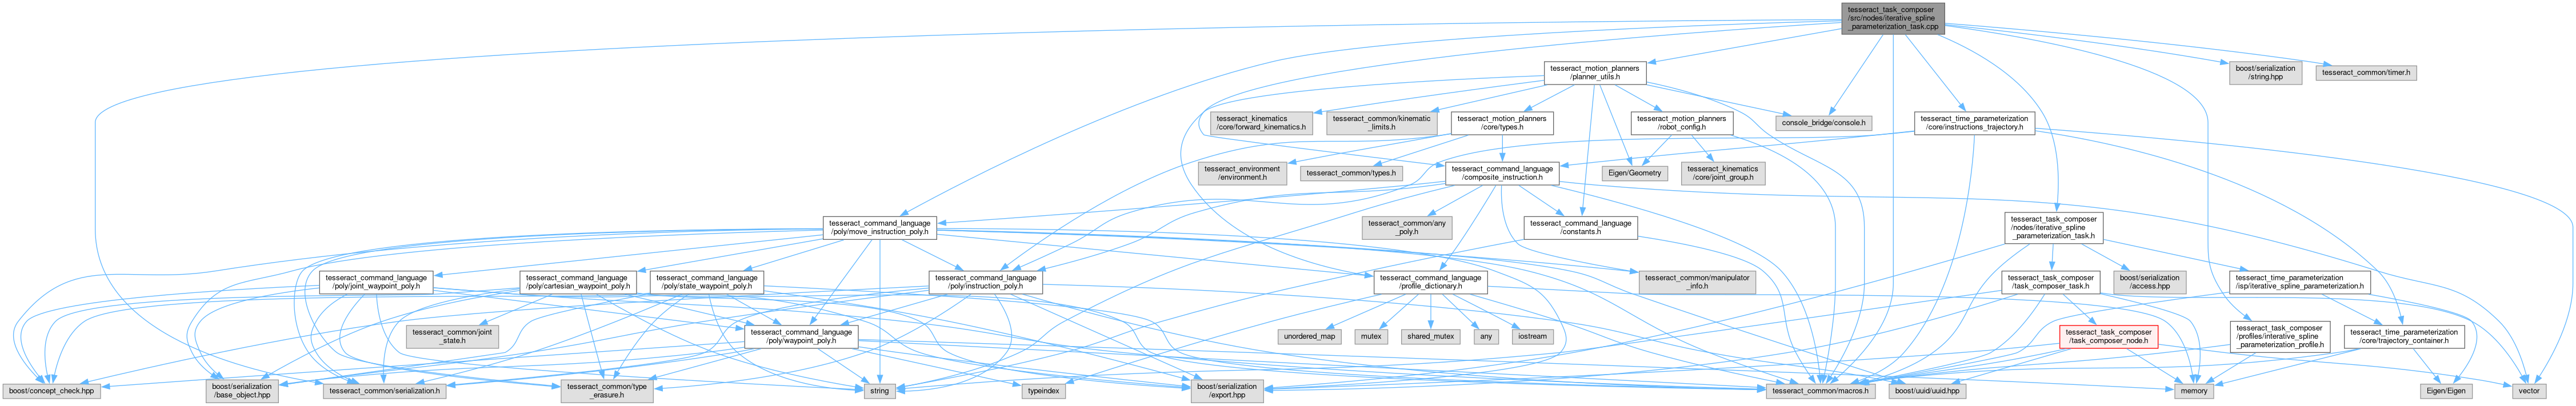 tesseract_task_composer
/src/nodes/iterative_spline
_parameterization_task.cpp
tesseract_motion_planners
/planner_utils.h
boost/serialization
/string.hpp
tesseract_common/timer.h
tesseract_kinematics
/core/forward_kinematics.h
tesseract_common/kinematic
_limits.h
tesseract_motion_planners
/core/types.h
tesseract_motion_planners
/robot_config.h
console_bridge/console.h
tesseract_time_parameterization
/core/instructions_trajectory.h
tesseract_environment
/environment.h
tesseract_common/types.h
tesseract_command_language
/composite_instruction.h
Eigen/Geometry
tesseract_kinematics
/core/joint_group.h
tesseract_command_language
/poly/move_instruction_poly.h
tesseract_common/any
_poly.h
tesseract_command_language
/constants.h
tesseract_task_composer
/nodes/iterative_spline
_parameterization_task.h
tesseract_command_language
/poly/joint_waypoint_poly.h
tesseract_command_language
/poly/cartesian_waypoint_poly.h
tesseract_command_language
/poly/state_waypoint_poly.h
tesseract_command_language
/poly/instruction_poly.h
tesseract_command_language
/profile_dictionary.h
tesseract_common/manipulator
_info.h
tesseract_task_composer
/task_composer_task.h
boost/serialization
/access.hpp
tesseract_time_parameterization
/isp/iterative_spline_parameterization.h
tesseract_common/joint
_state.h
tesseract_command_language
/poly/waypoint_poly.h
unordered_map
mutex
shared_mutex
any
iostream
tesseract_task_composer
/task_composer_node.h
tesseract_task_composer
/profiles/interative_spline
_parameterization_profile.h
tesseract_time_parameterization
/core/trajectory_container.h
boost/concept_check.hpp
boost/serialization
/base_object.hpp
tesseract_common/serialization.h
tesseract_common/type
_erasure.h
string
typeindex
boost/serialization
/export.hpp
tesseract_common/macros.h
boost/uuid/uuid.hpp
memory
Eigen/Eigen
vector